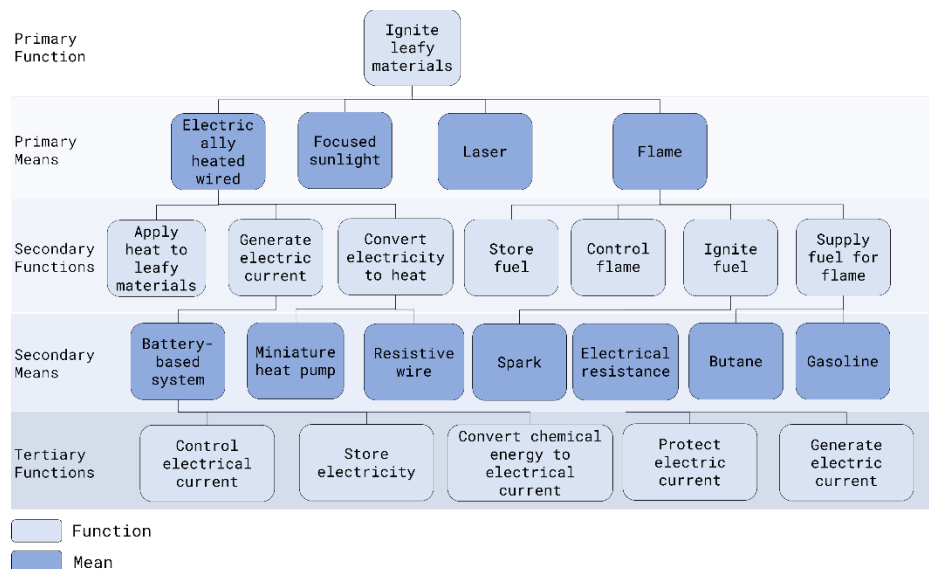 Primary
Function
Ignite
leafy
materials
Primary
Means
Electric
ally
heated
wired
Focused
sunlight
Laser
Flame
Secondary
Functions
Apply
heat to
leafy
materials
Generate
electric
current
Convert
electricity
to heat
Store
fuel
Control
flame
Ignite
fuel
Supply
fuel for
flame
Secondary
Means
Battery-
based
system
Miniature
heat pump
Resistive
wire
Spark
Electrical
resistance
Butane
Gasoline
Tertiary
Functions
Control
electrical
current
Store
electricity
Convert chemical
energy to
electrical
current
Protect
electric
current
Generate
electric
current
Function
Mean